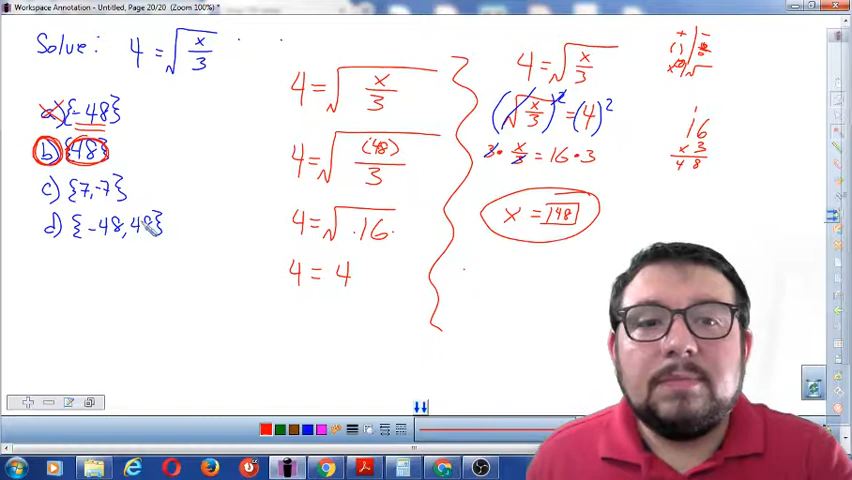 Workspace Annotation - Untitled, Page 20/20 (Zoom 100%) *
Solve: 4 = √x/3
a) {-48}
b) {48}
c) {7,-7}
d) {-48,48}
4 = √x/3
4 = √(48)/3
4 = √.16.
4 = 4
4 = √x/3
(√x/3)² = (4)²
3 · x/3 = 16 · 3
x = 48
+ | -
16
x 3
4 8